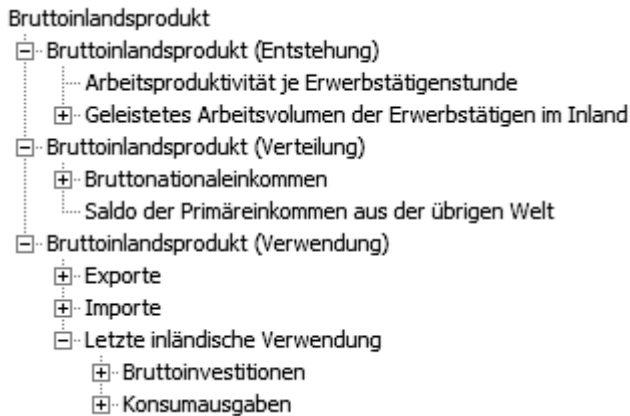 Bruttoinlandsprodukt
Bruttoinlandsprodukt (Entstehung)
Arbeitsproduktivität je Erwerbstätigenstunde
Geleistetes Arbeitsvolumen der Erwerbstätigen im Inland
Bruttoinlandsprodukt (Verteilung)
Bruttonationaleinkommen
Saldo der Primäreinkommen aus der übrigen Welt
Bruttoinlandsprodukt (Verwendung)
Exporte
Importe
Letzte inländische Verwendung
Bruttoinvestitionen
Konsumausgaben